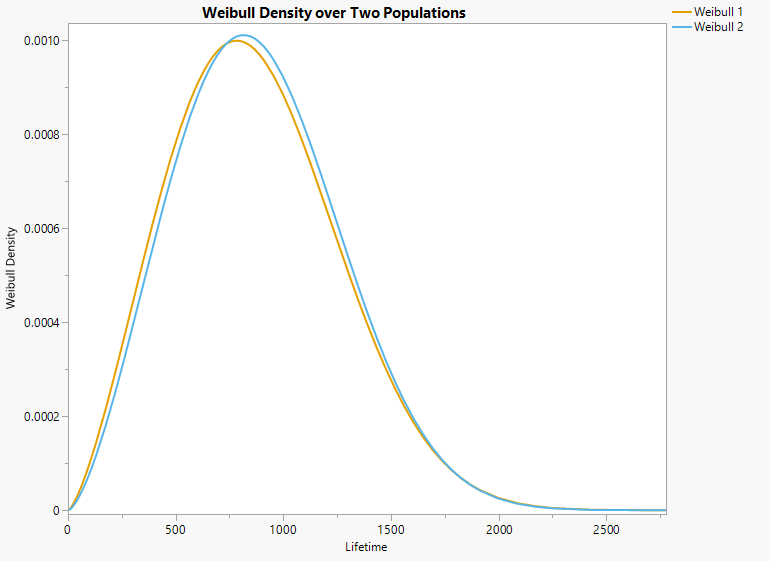 Weibull Density over Two Populations
Weibull 1
Weibull 2
Weibull Density
0.0010
0.0008
0.0006
0.0004
0.0002
0
0
500
1000
1500
2000
2500
Lifetime